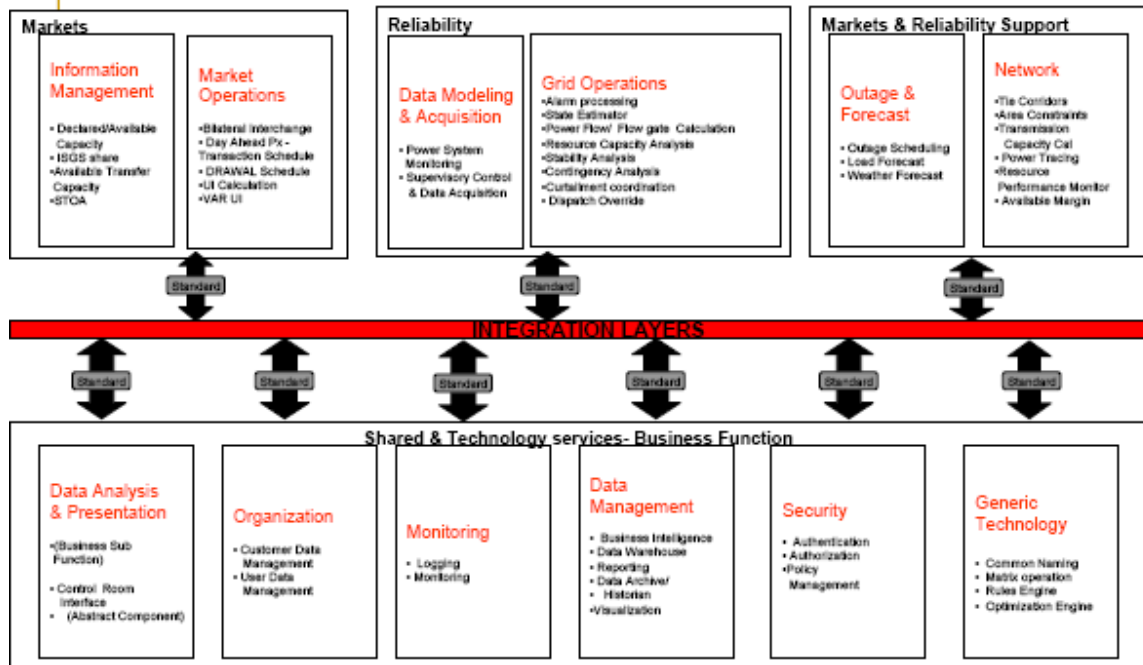 Markets
Information
Management
• Declared/Available
Capacity
• ISGS share
•Available Transfer
Capacity
•STOA
Market
Operations
•Bilateral Interchange
• Day Ahead Px -
Transaction Schedule
• DRAWAL Schedule
•UI Calculation
•VAR UI
Reliability
Data Modeling
& Acquisition
• Power System
Monitoring
• Supervisory Control
& Data Acquisition
Grid Operations
•Alarm processing
•State Estimator
•Power Flow/ Flow gate Calculation
•Resource Capacity Analysis
•Stability Analysis
•Contingency Analysis
•Curtailment coordination
• Dispatch Override
Markets & Reliability Support
Outage &
Forecast
• Outage Scheduling
• Load Forecast
• Weather Forecast
Network
•Tie Corridors
•Area Constraints
•Transmission
Capacity Cal
• Power Tracing
•Resource
Performance Monitor
• Available Margin
Standard
Standard
Standard
INTEGRATION LAYERS
Standard
Standard
Standard
Standard
Standard
Standard
Shared & Technology services- Business Function
Data Analysis
& Presentation
•(Business Sub
Function)
• Control Room
Interface
• (Abstract Component)
Organization
• Customer Data
Management
• User Data
Management
Monitoring
• Logging
• Monitoring
Data
Management
• Business Intelligence
• Data Warehouse
• Reporting
• Data Archive/
• Historian
•Visualization
Security
• Authentication
• Authorization
•Policy
Management
Generic
Technology
• Common Naming
• Matrix operation
• Rules Engine
• Optimization Engine